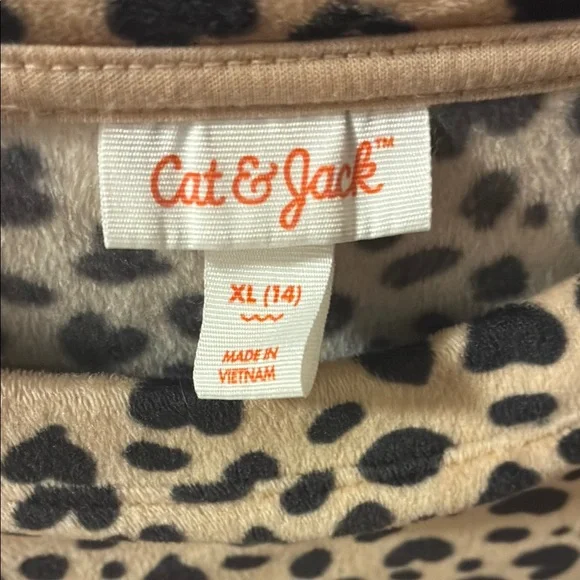 Cat & Jack™
XL (14)
MADE IN
VIETNAM